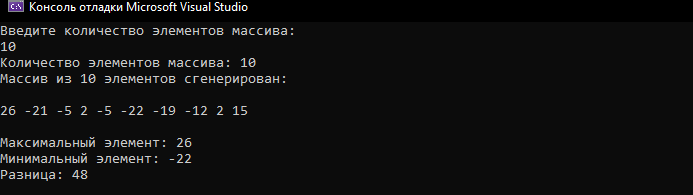 Консоль отладки Microsoft Visual Studio
Введите количество элементов массива:
10
Количество элементов массива: 10
Массив из 10 элементов сгенерирован:
26 -21 -5 2 -5 -22 -19 -12 2 15
Максимальный элемент: 26
Минимальный элемент: -22
Разница: 48